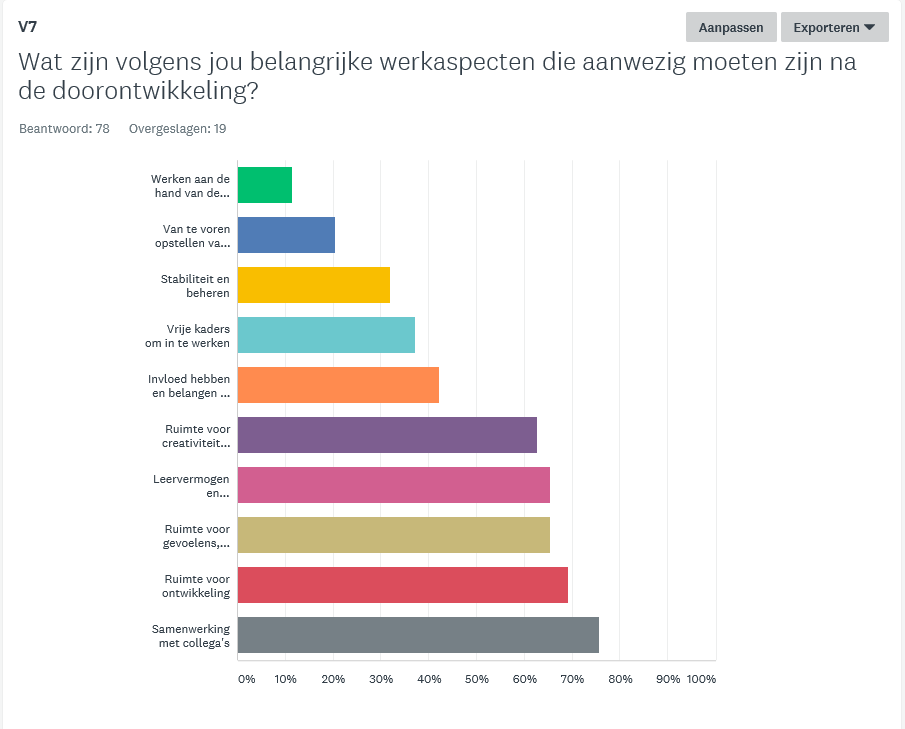 V7
Aanpassen
Exporteren
Wat zijn volgens jou belangrijke werkaspecten die aanwezig moeten zijn na
de doorontwikkeling?
Beantwoord: 78 Overgeslagen: 19
Werken aan de
hand van de...
Van te voren
opstellen va...
Stabiliteit en
beheren
Vrije kaders
om in te werken
Invloed hebben
en belangen ...
Ruimte voor
creativiteit...
Leervermogen
en...
Ruimte voor
gevoelens,...
Ruimte voor
ontwikkeling
Samenwerking
met collega's
0% 10% 20% 30% 40% 50% 60% 70% 80% 90% 100%